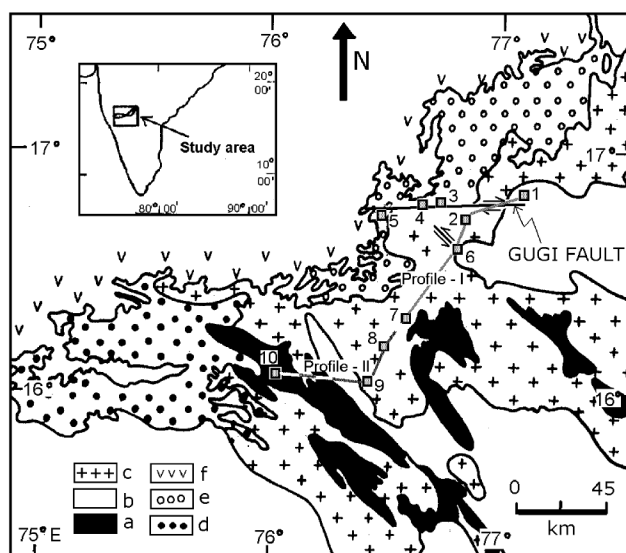 75° 76° 77°
N
20°
00'
Study area
10°
00'
80°00' 90°,00'
17° 17°
1
2
3
4
5
6
GUGI FAULT
Profile - I
7
8
10 Profile - II
9
16° 16°
+++ c vvv f
b ooo e
a d
0 45
km
75° E 76° 77°